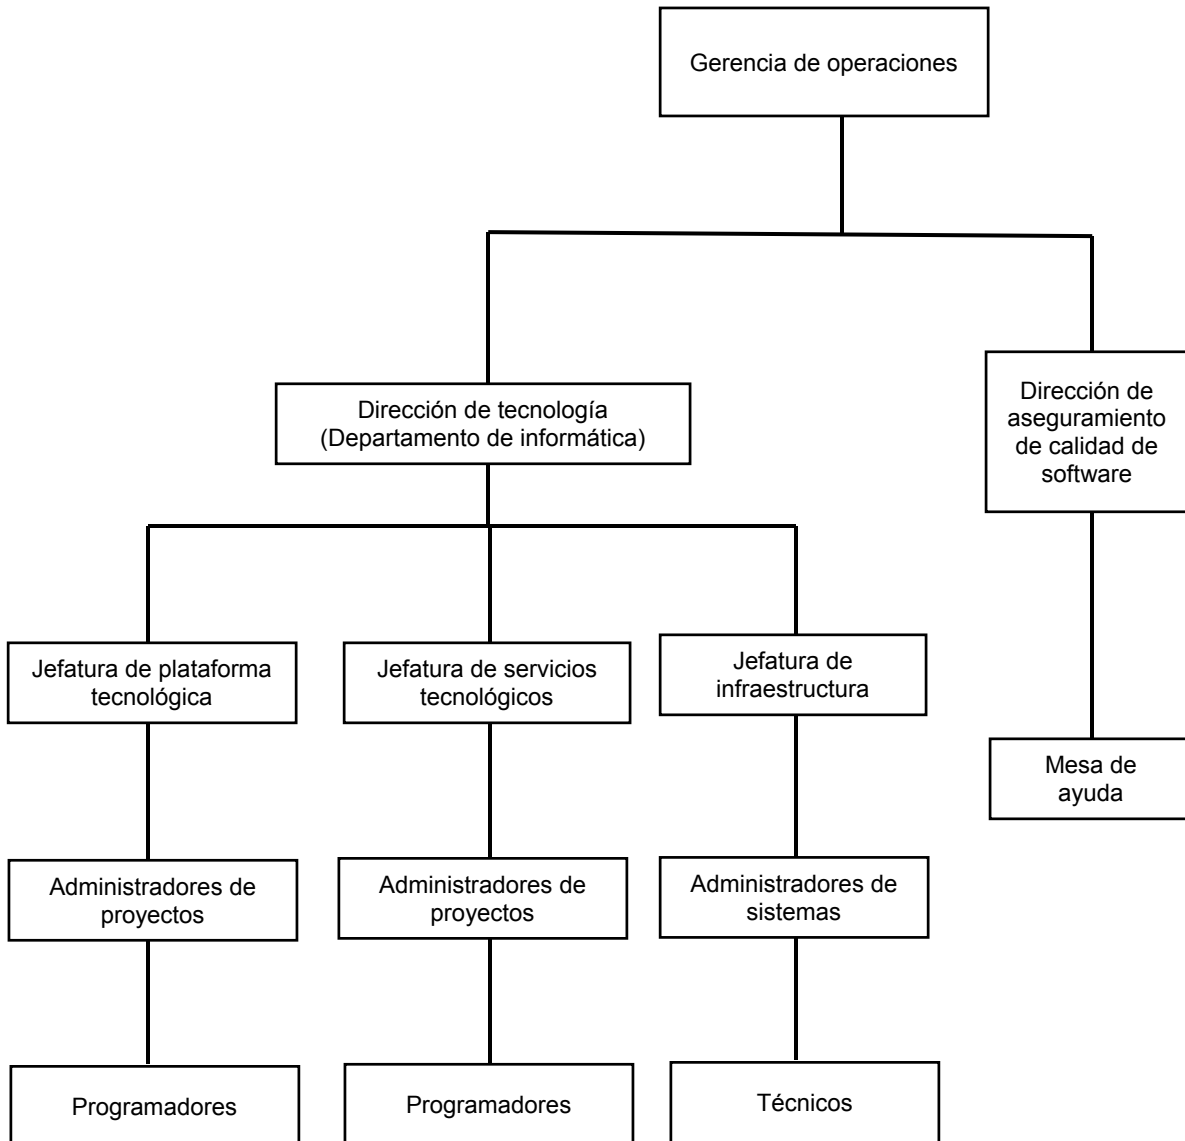 Gerencia de operaciones
Dirección de tecnología
(Departamento de informática)
Dirección de
aseguramiento
de calidad de
software
Jefatura de plataforma
tecnológica
Jefatura de servicios
tecnológicos
Jefatura de
infraestructura
Mesa de
ayuda
Administradores de
proyectos
Administradores de
proyectos
Administradores de
sistemas
Programadores
Programadores
Técnicos